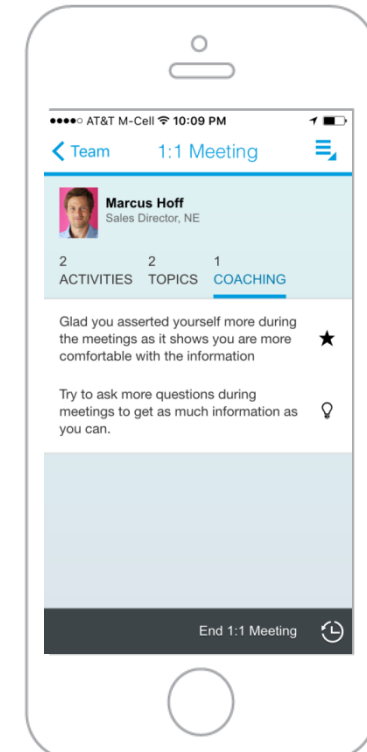 AT&T M-Cell 10:09 PM
Team 1:1 Meeting
Marcus Hoff
Sales Director, NE
2 2 1
ACTIVITIES TOPICS COACHING
Glad you asserted yourself more during
the meetings as it shows you are more
comfortable with the information
Try to ask more questions during
meetings to get as much information as
you can.
End 1:1 Meeting